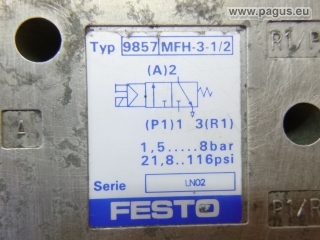 © www.pagus.eu
Typ 9857 MFH-3-1/2
R1/P
(A)2
A
(P1)1 3(R1)
1,5.....8bar
21,8..116psi
Serie LN02
FESTO
P1/R